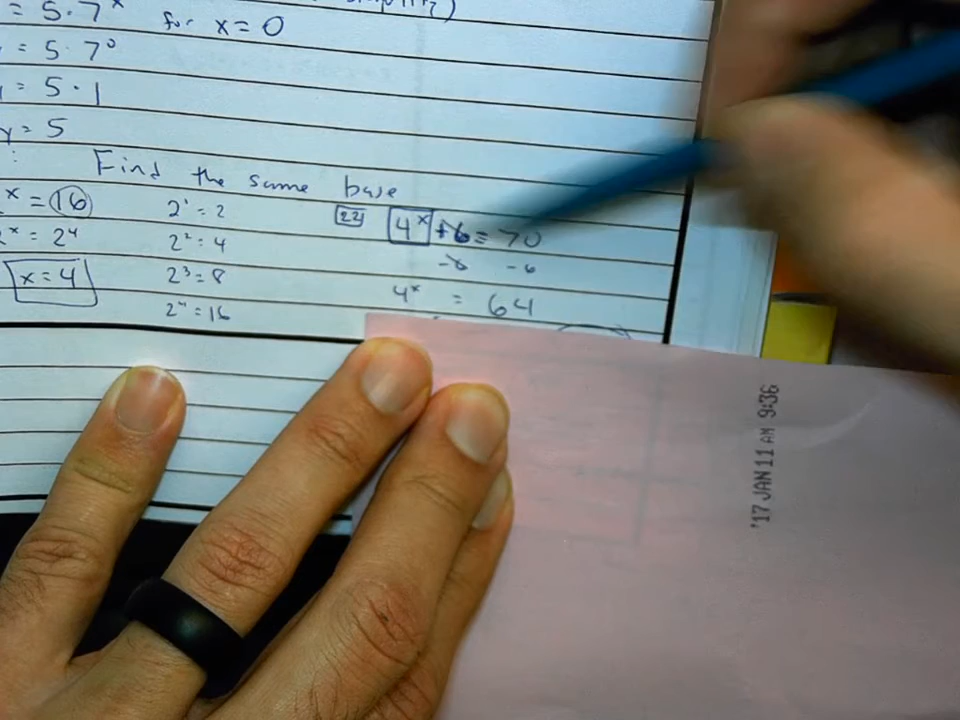 = 5.7ˣ for x = 0
= 5.7⁰
= 5.1
y = 5
Find the same base
x = 16
2ˣ = 2⁴
x = 4
2¹ = 2
2² = 4
2³ = 8
2⁴ = 16
22 4ˣ + 6 = 70
-6 -6
4ˣ = 64
'17 JAN 11 AM 9:36